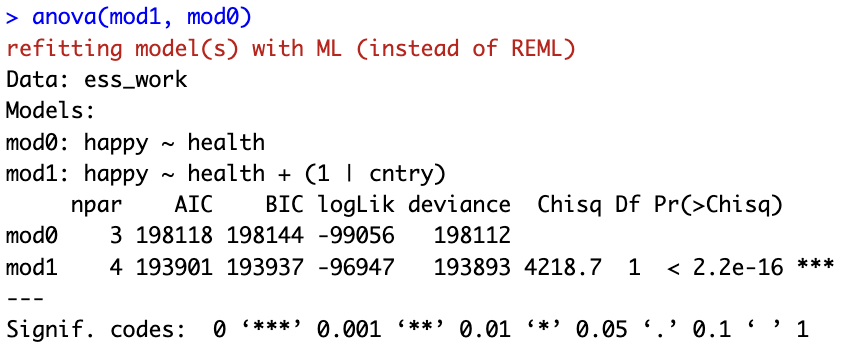 > anova(mod1, mod0)
refitting model(s) with ML (instead of REML)
Data: ess_work
Models:
mod0: happy ~ health
mod1: happy ~ health + (1 | cntry)
     npar    AIC    BIC logLik deviance  Chisq Df Pr(>Chisq)
mod0    3 198118 198144 -99056   198112
mod1    4 193901 193937 -96947   193893 4218.7  1  < 2.2e-16 ***
---
Signif. codes:  0 ‘***’ 0.001 ‘**’ 0.01 ‘*’ 0.05 ‘.’ 0.1 ‘ ’ 1